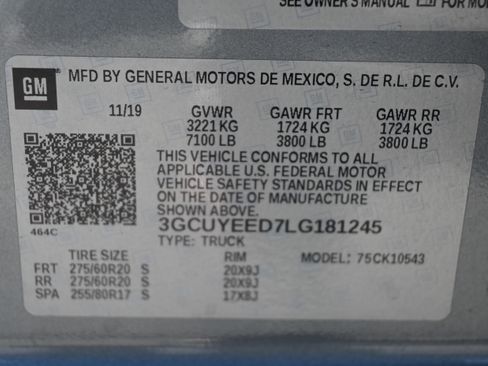 SEE OWNER'S MANUAL FOR MO
GM
MFD BY GENERAL MOTORS DE MEXICO, S. DE R.L. DE C.V.
11/19 GVWR GAWR FRT GAWR RR
3221 KG 1724 KG 1724 KG
7100 LB 3800 LB 3800 LB
THIS VEHICLE CONFORMS TO ALL
APPLICABLE U.S. FEDERAL MOTOR
VEHICLE SAFETY STANDARDS IN EFFECT
ON THE DATE OF MANUFACTURE
SHOWN ABOVE.
464C 3GCUYEED7LG181245
TYPE: TRUCK MODEL: 75CK10543
TIRE SIZE RIM
FRT 275/60R20 S 20X9J
RR 275/60R20 S 20X9J
SPA 255/80R17 S 17X8J